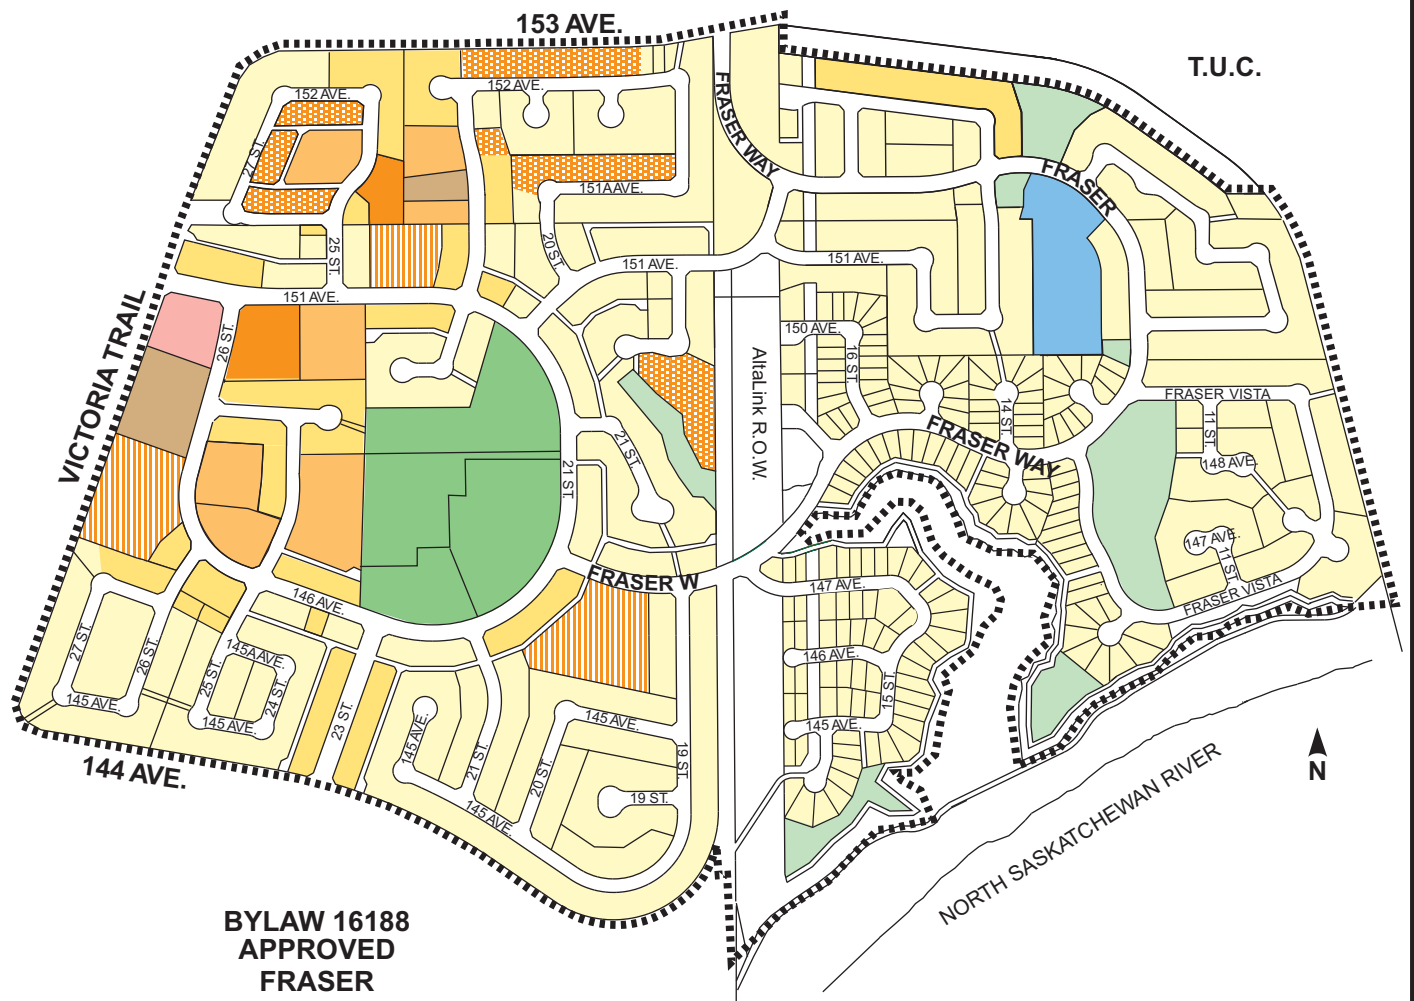 153 AVE.
T.U.C.
152 AVE.
152 AVE.
FRASER WAY
27 ST.
151AAVE.
FRASER
25 ST.
20 ST.
151 AVE.
151 AVE.
151 AVE.
VICTORIA TRAIL
26 ST.
150 AVE.
16 ST.
AltaLink R.O.W.
FRASER VISTA
14 ST.
11 ST.
FRASER WAY
21 ST.
21 ST.
148 AVE.
147 AVE.
11 ST.
FRASER W
147 AVE.
FRASER VISTA
146 AVE.
27 ST.
26 ST.
145AAVE.
25 ST.
24 ST.
146 AVE.
15 ST.
145 AVE.
145 AVE.
23 ST.
145 AVE.
21 ST.
145 AVE.
145 AVE.
19 ST.
20 ST.
19 ST.
145 AVE.
144 AVE.
N
NORTH SASKATCHEWAN RIVER
BYLAW 16188
APPROVED
FRASER